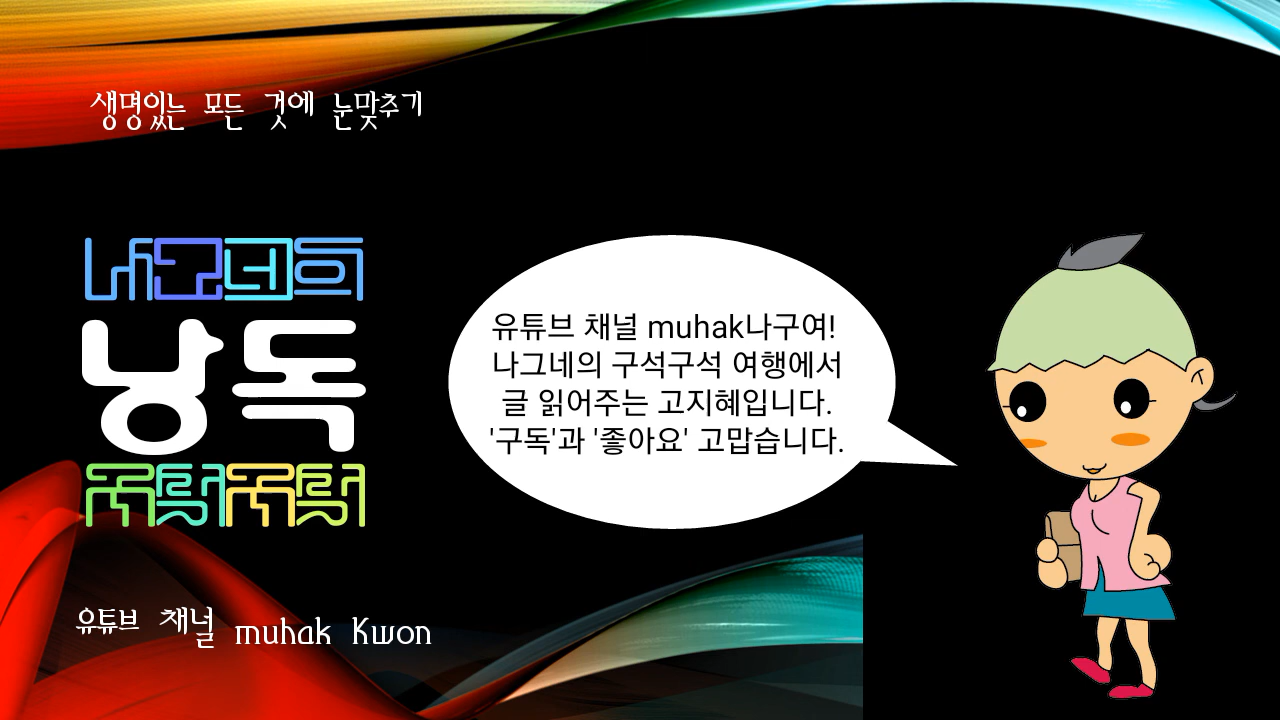 생명있는 모든 것에 눈맞추기
나그네의
낭독
구석구석
유튜브 채널 muhak나구여!
나그네의 구석구석 여행에서
글 읽어주는 고지혜입니다.
'구독'과 '좋아요' 고맙습니다.
유튜브 채널 muhak Kwon